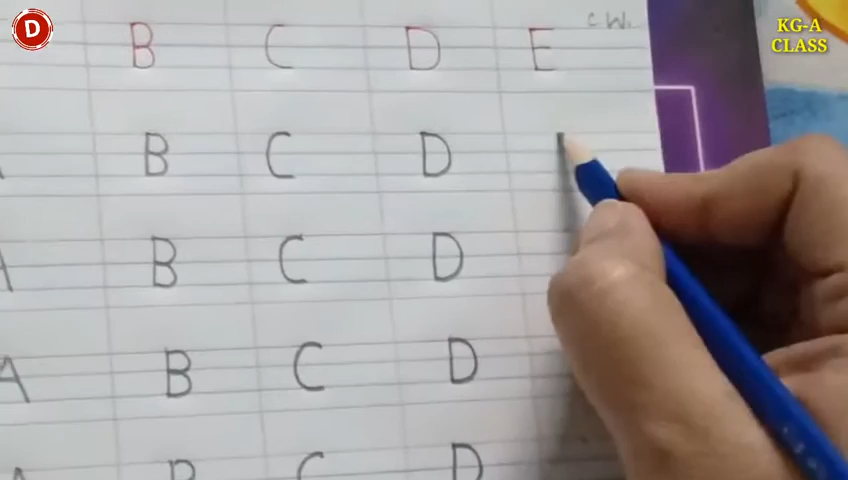 D
KG-A
CLASS
C.W.
B C D E
B C D
A B C D
A B C D
A B C D